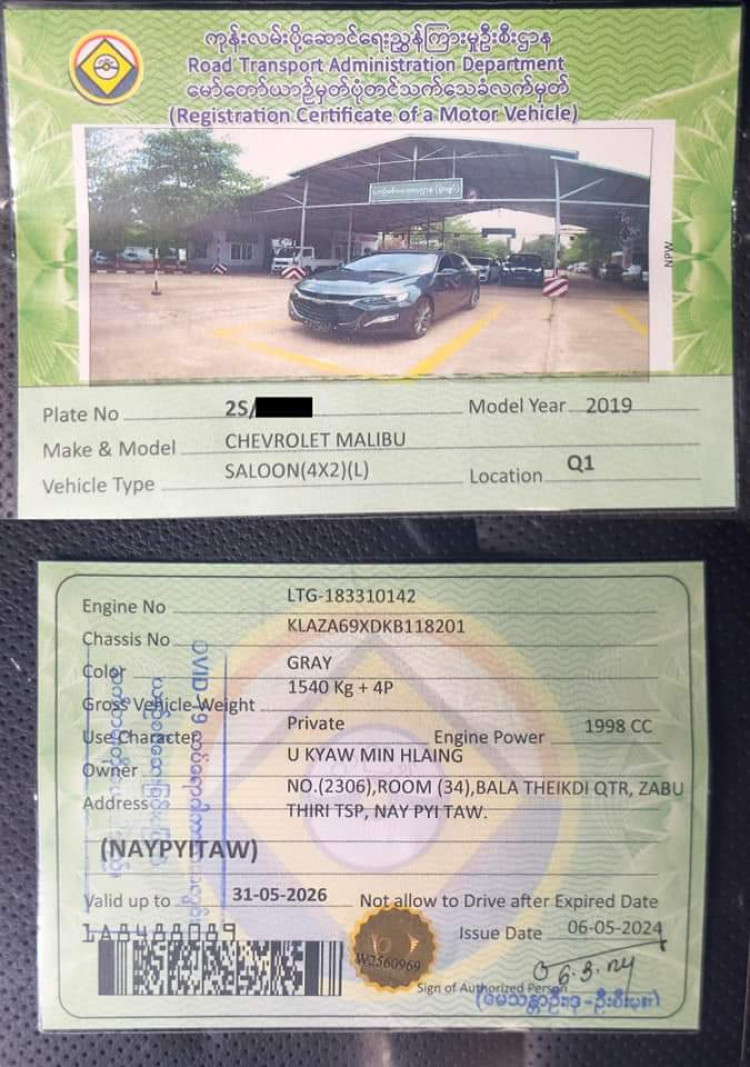 ကုန်းလမ်းပို့ဆောင်ရေးညွှန်ကြားမှုဦးစီးဌာန
Road Transport Administration Department
မော်တော်ယာဉ်မှတ်ပုံတင်သက်သေခံလက်မှတ်
(Registration Certificate of a Motor Vehicle)
NPW
Plate No 2S/ Model Year 2019
Make & Model CHEVROLET MALIBU
Vehicle Type SALOON(4X2)(L) Location Q1
Engine No LTG-183310142
Chassis No KLAZA69XDKB118201
Color GRAY
Gross Vehicle Weight 1540 Kg + 4P
Use Character Private Engine Power 1998 CC
Owner U KYAW MIN HLAING
Address NO.(2306),ROOM (34),BALA THEIKDI QTR, ZABU
THIRI TSP, NAY PYI TAW.
(NAYPYITAW)
Valid up to 31-05-2026 Not allow to Drive after Expired Date
1A8488089 Issue Date 06-05-2024
W2560969
Sign of Authorized Person